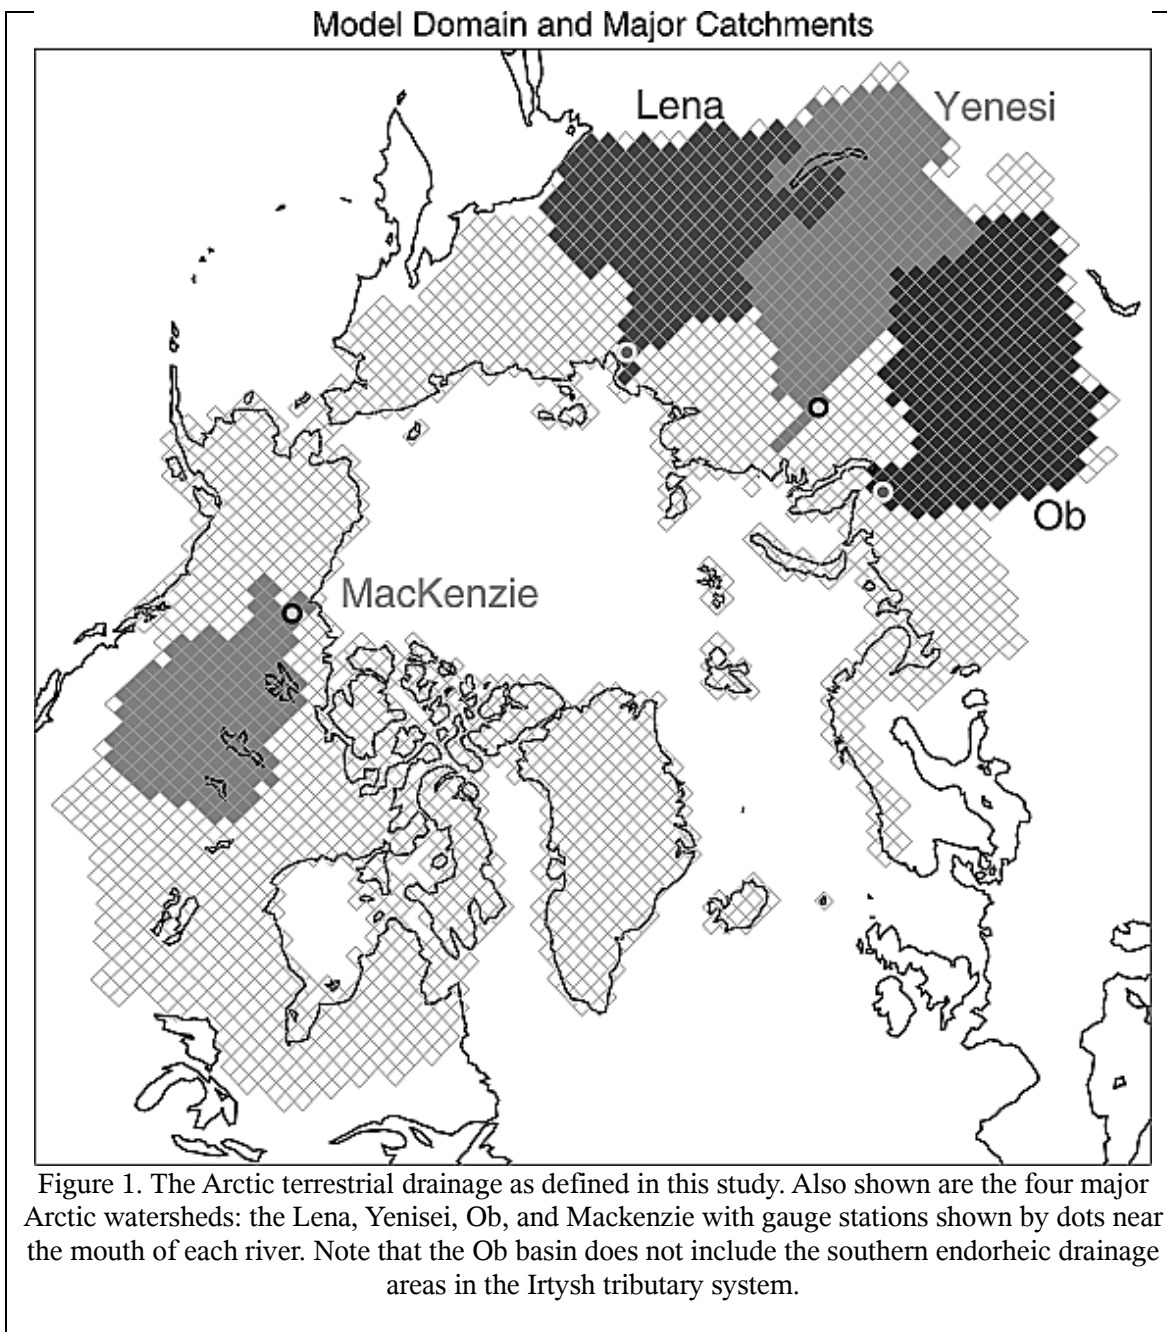 Model Domain and Major Catchments
Lena
Yenesi
Ob
MacKenzie
Figure 1. The Arctic terrestrial drainage as defined in this study. Also shown are the four major
Arctic watersheds: the Lena, Yenisei, Ob, and Mackenzie with gauge stations shown by dots near
the mouth of each river. Note that the Ob basin does not include the southern endorheic drainage
areas in the Irtysh tributary system.